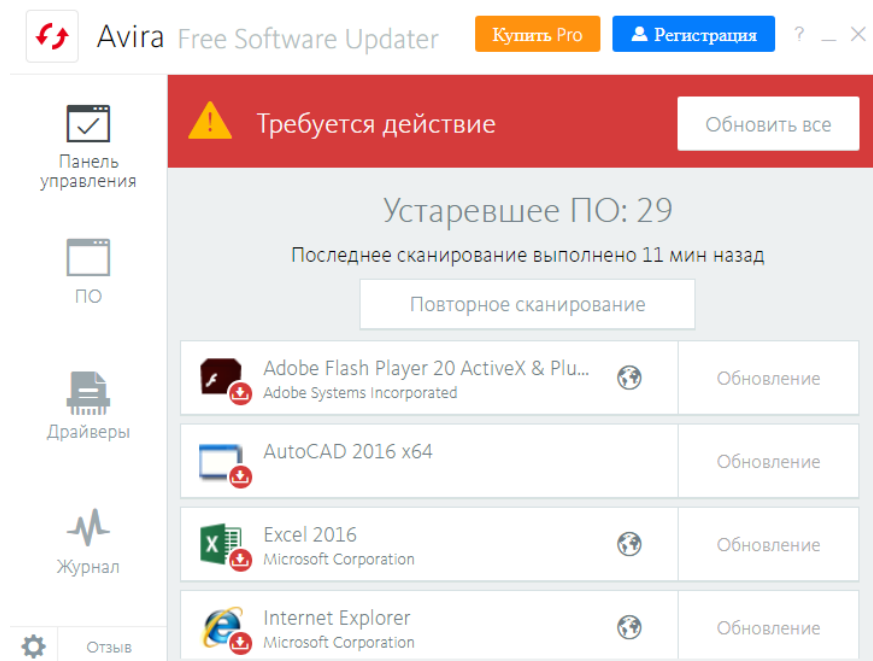 Avira Free Software Updater
Купить Pro
Регистрация
?
Требуется действие
Обновить все
Панель
управления
ПО
Драйверы
Журнал
Отзыв
Устаревшее ПО: 29
Последнее сканирование выполнено 11 мин назад
Повторное сканирование
Adobe Flash Player 20 ActiveX & Plu...
Adobe Systems Incorporated
Обновление
AutoCAD 2016 x64
Обновление
Excel 2016
Microsoft Corporation
Обновление
Internet Explorer
Microsoft Corporation
Обновление